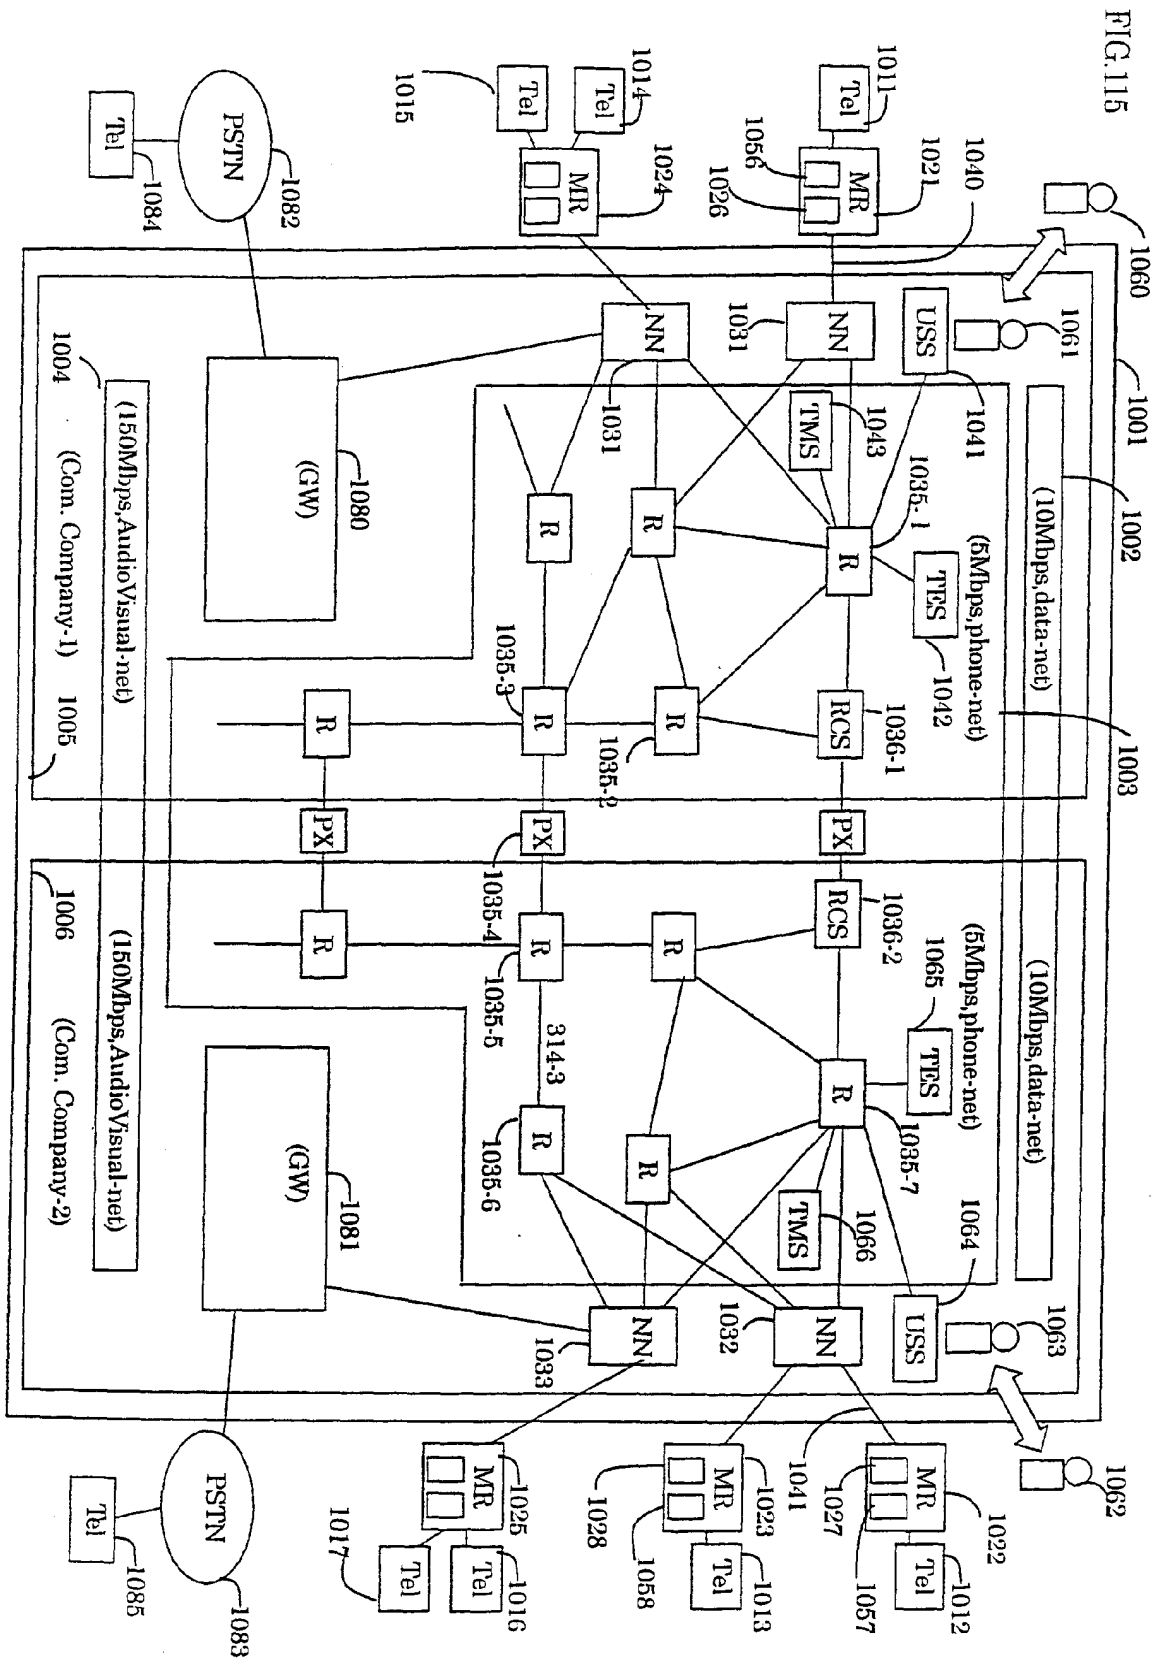 FIG.115
1060
1061
1001
1002
(10Mbps,data-net)
(10Mbps,data-net)
1003
1063
1062
1011
Tel
1021
MR
1056
1026
1040
1031
NN
USS
1041
1043
TMS
1035-1
R
TES
1042
(5Mbps,phone-net)
1036-1
RCS
PX
RCS
1036-2
(5Mbps,phone-net)
1065
TES
R
1035-7
1066
TMS
1064
USS
NN
1032
1041
MR
1022
1027
1057
Tel
1012
1014
Tel
1015
Tel
1024
MR
NN
1031
R
R
R
1035-2
R
1035-3
PX
1035-4
R
R
1035-5
314-3
R
1035-6
R
NN
1033
MR
1023
1028
1058
Tel
1013
MR
1025
Tel
1016
Tel
1017
R
PX
R
PSTN
1082
Tel
1084
(GW)
1080
(GW)
1081
PSTN
1083
Tel
1085
1004
(150Mbps,AudioVisual-net)
(150Mbps,AudioVisual-net)
(Com. Company-1)
1005
1006
(Com. Company-2)